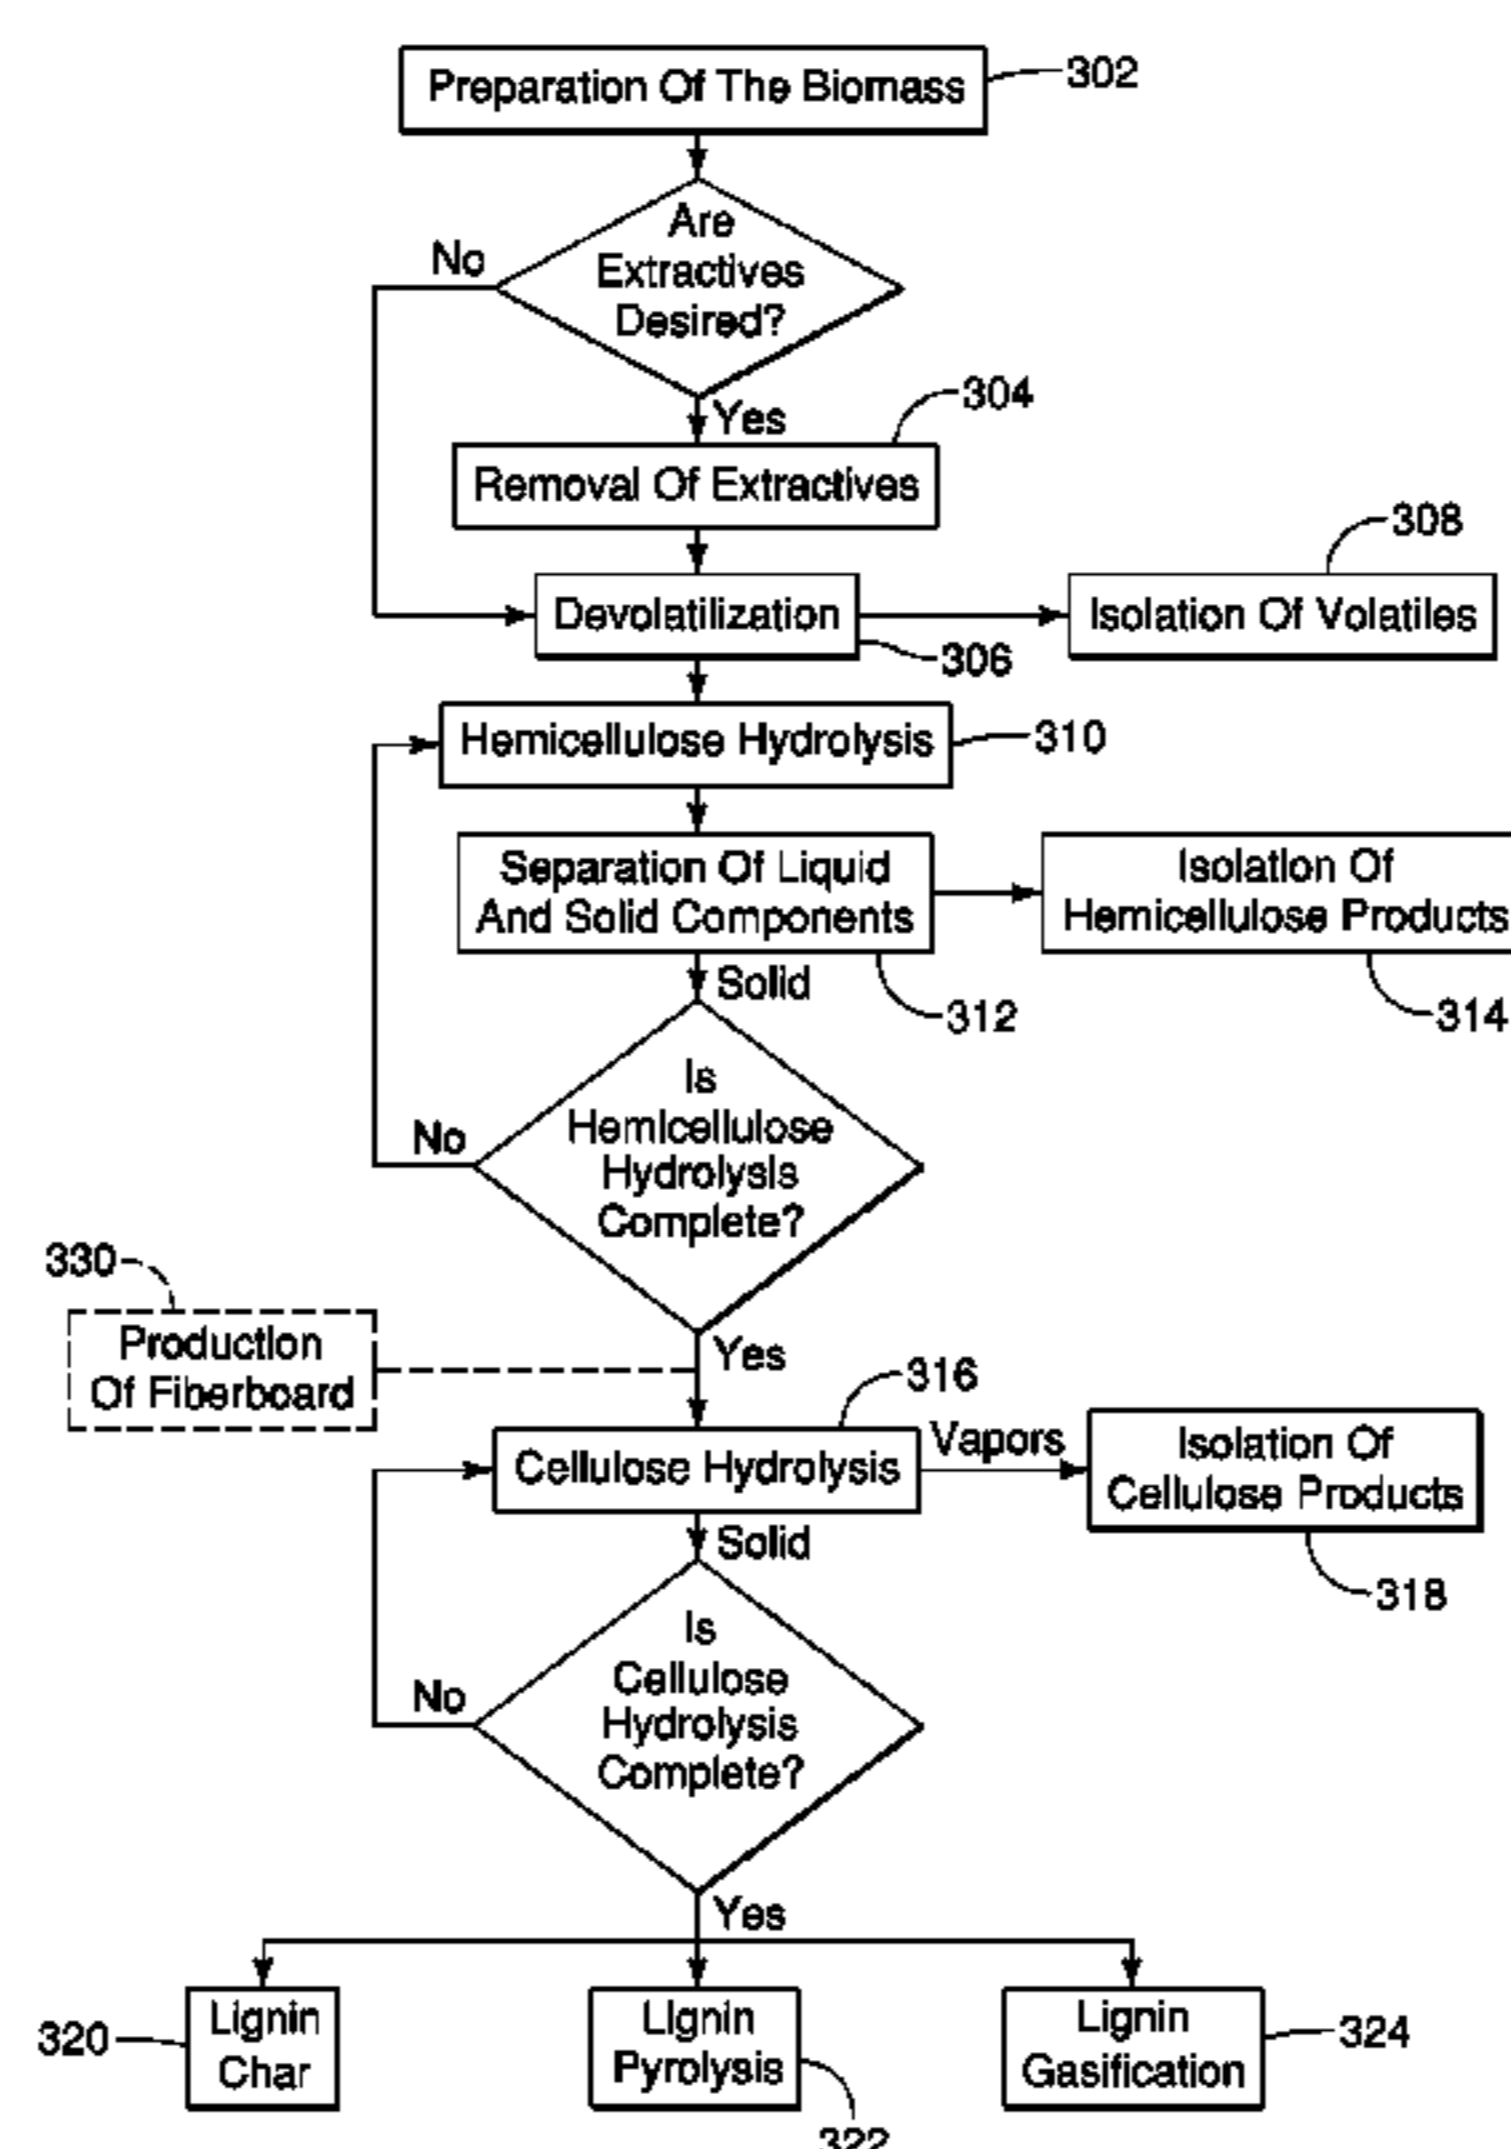 Preparation Of The Biomass
302
Are
Extractives
Desired?
No
Yes
304
Removal Of Extractives
308
Devolatilization
Isolation Of Volatiles
306
Hemicellulose Hydrolysis
310
Separation Of Liquid
And Solid Components
Isolation Of
Hemicellulose Products
Solid
312
314
Is
Hemicellulose
Hydrolysis
Complete?
No
330
Production
Of Fiberboard
Yes
316
Cellulose Hydrolysis
Vapors
Isolation Of
Cellulose Products
Solid
318
Is
Cellulose
Hydrolysis
Complete?
No
Yes
320
Lignin
Char
Lignin
Pyrolysis
Lignin
Gasification
324
322